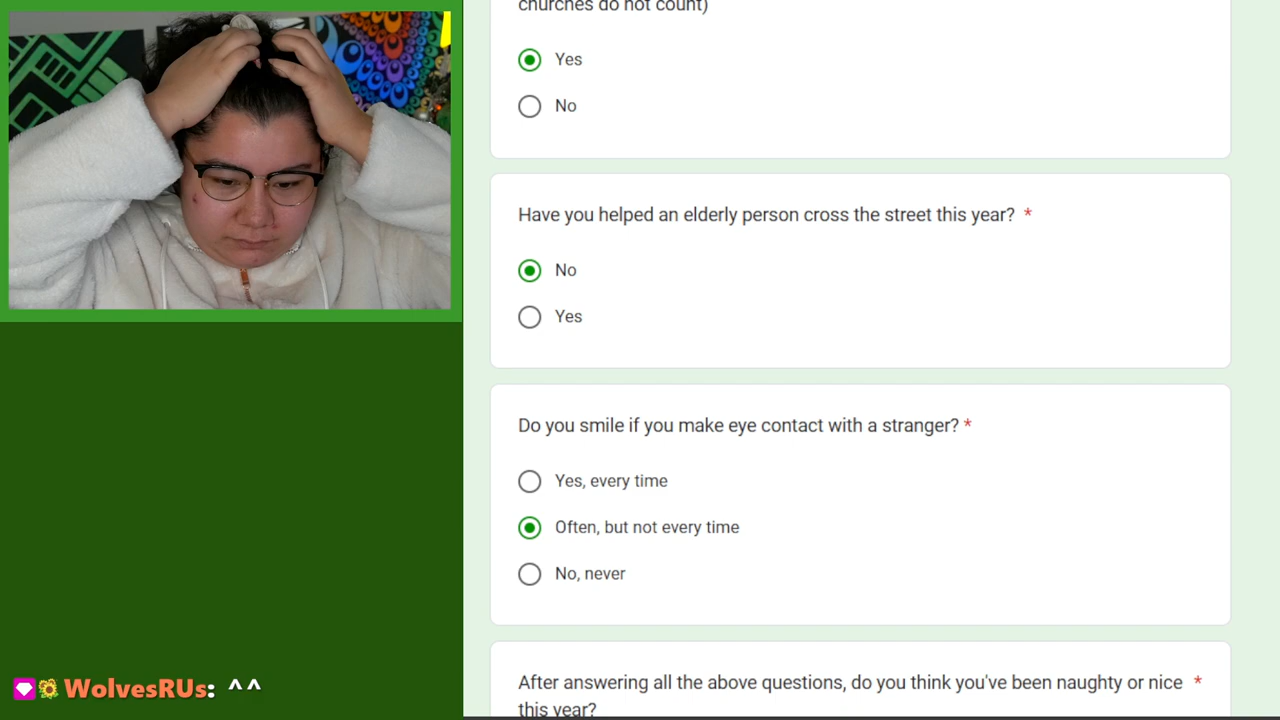 churches do not count)
Yes
No
Have you helped an elderly person cross the street this year? *
No
Yes
Do you smile if you make eye contact with a stranger? *
Yes, every time
Often, but not every time
No, never
After answering all the above questions, do you think you've been naughty or nice *
this year?
WolvesRUs: ^^